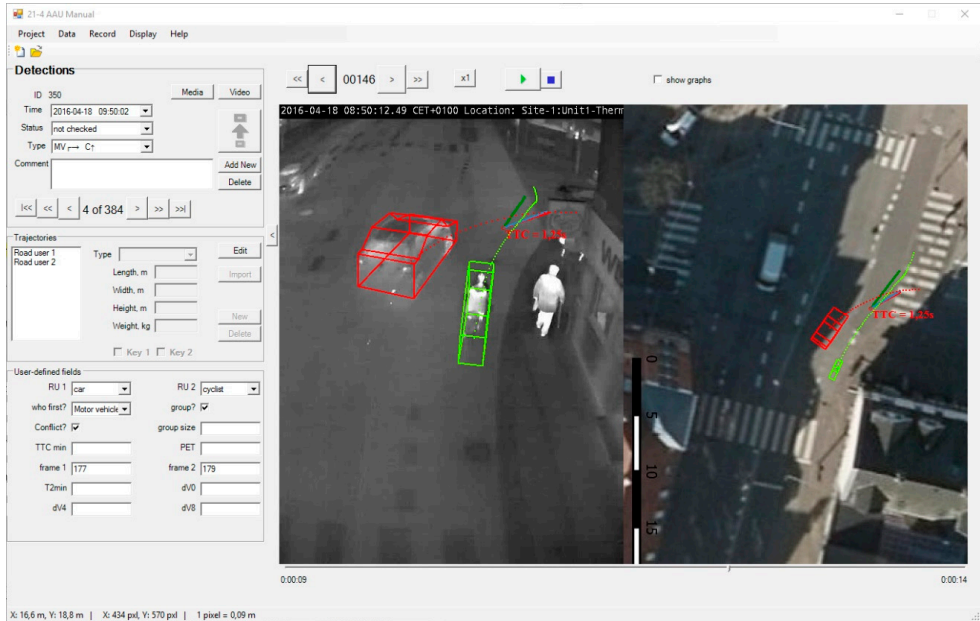 21-4 AAU Manual
Project Data Record Display Help
Detections
ID 350 Media Video
Time 2016-04-18 09:50:02
Status not checked
Type MV C↑
Comment Add New
Delete
|<< << < 4 of 384 > >> >>|
Trajectories
Road user 1
Road user 2
Type Edit
Length, m Import
Width, m
Height, m New
Weight, kg Delete
Key 1 Key 2
User-defined fields
RU 1 car RU 2 cyclist
who first? Motor vehicle group?
Conflict? group size
TTC min PET
frame 1 177 frame 2 179
T2min dV0
dV4 dV8
<< < 00146 > >> x1 show graphs
<
2016-04-18 08:50:12.49 CET+0100 Location: Site-1:Unit1-Therm
TTC = 1,25s
TTC = 1,25s
0
5
10
15
0:00:09 0:00:14
X: 16,6 m, Y: 18,8 m | X: 434 pxl, Y: 570 pxl | 1 pixel = 0,09 m